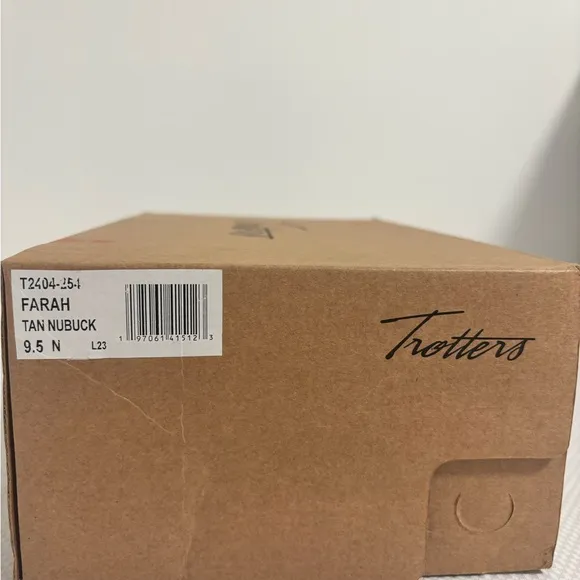 T2404-254
FARAH
TAN NUBUCK
9.5 N L23
1 97061 41512 3
Trotters